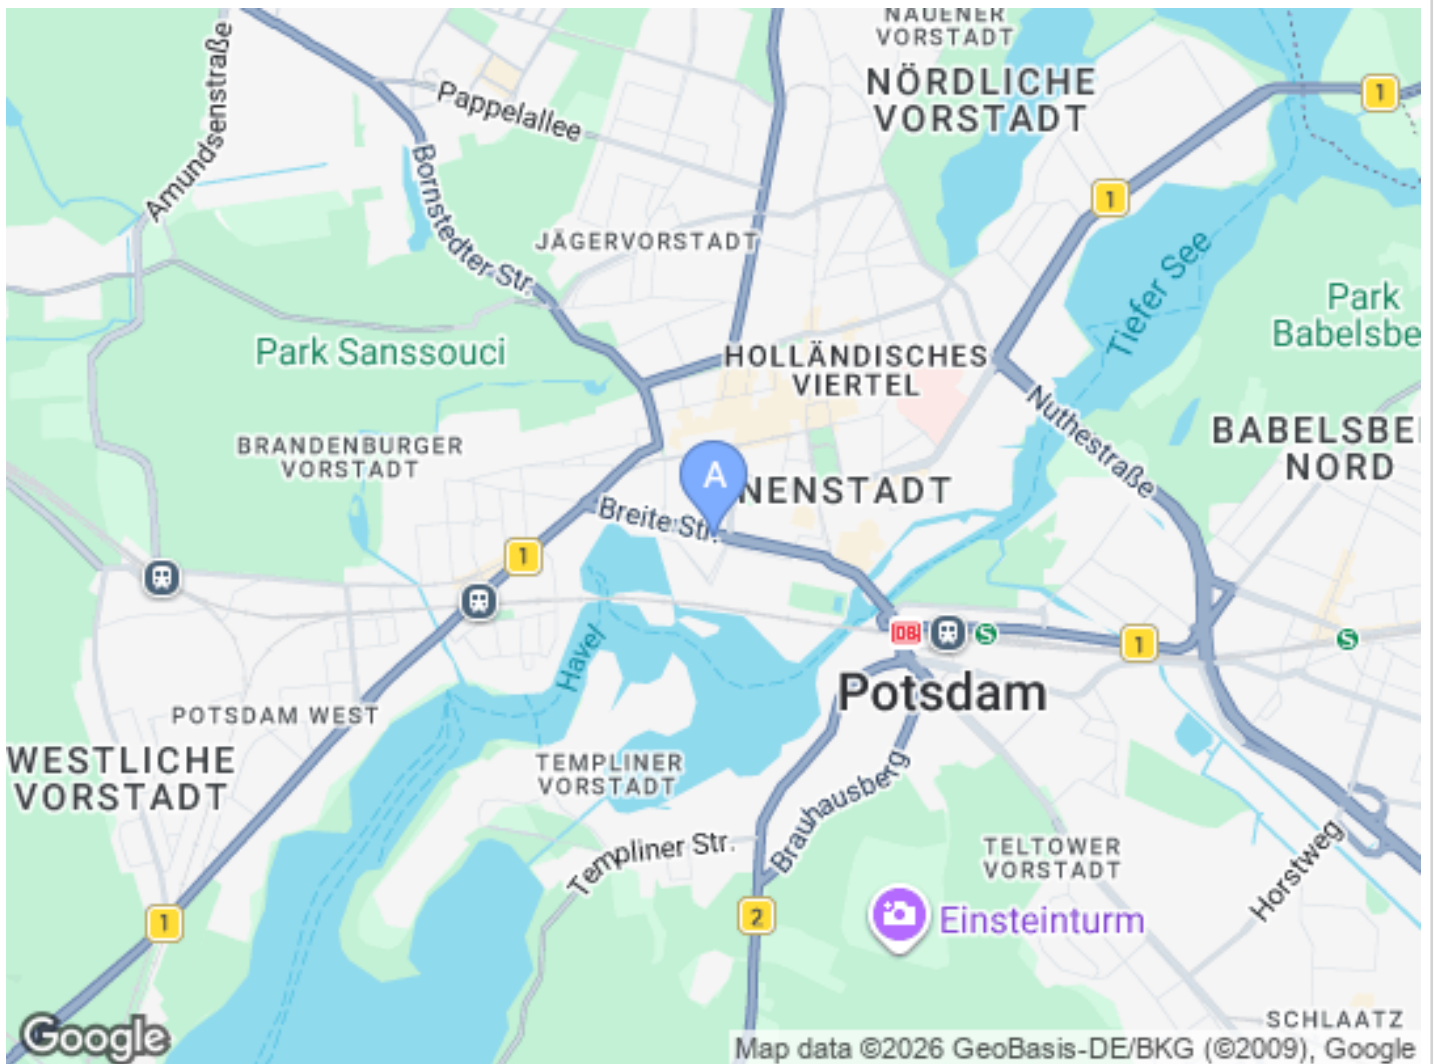 NAUENER
VORSTADT
NÖRDLICHE
VORSTADT
1
Pappelallee
Amundsenstraße
1
Bornstedter Str.
JÄGERVORSTADT
Tiefer See
Park
Babelsbe
Park Sanssouci
HOLLÄNDISCHES
VIERTEL
Nuthestraße
BABELSBE
NORD
BRANDENBURGER
VORSTADT
A
NENSTADT
Breite Str.
1
DB
S
S
1
Havel
Potsdam
POTSDAM WEST
WESTLICHE
VORSTADT
TEMPLINER
VORSTADT
Brauhausberg
Templiner Str.
TELTOWER
VORSTADT
Horstweg
1
2
Einsteinturm
SCHLAATZ
Google
Map data ©2026 GeoBasis-DE/BKG (©2009), Google